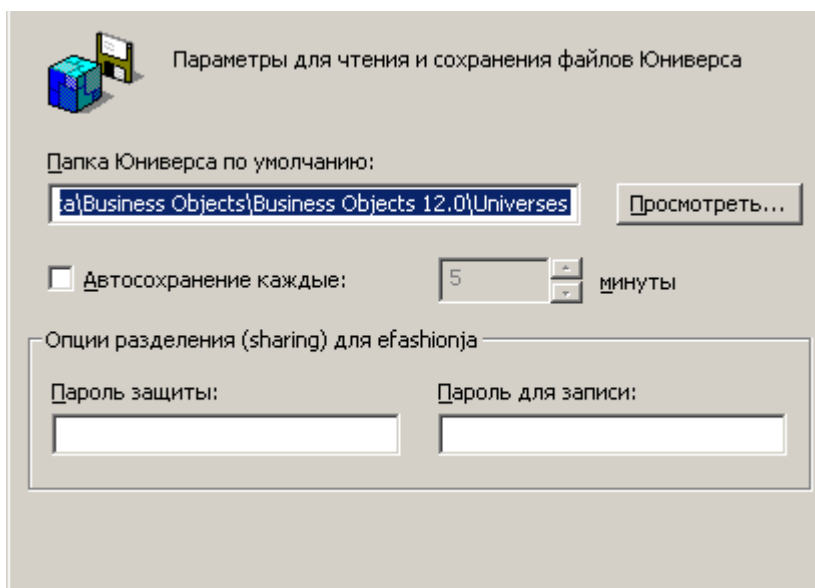 Параметры для чтения и сохранения файлов Юниверса
Папка Юниверса по умолчанию:
:a\Business Objects\Business Objects 12.0\Universes
Просмотреть...
Автосохранение каждые:
5
минуты
Опции разделения (sharing) для efashionja
Пароль защиты:
Пароль для записи: